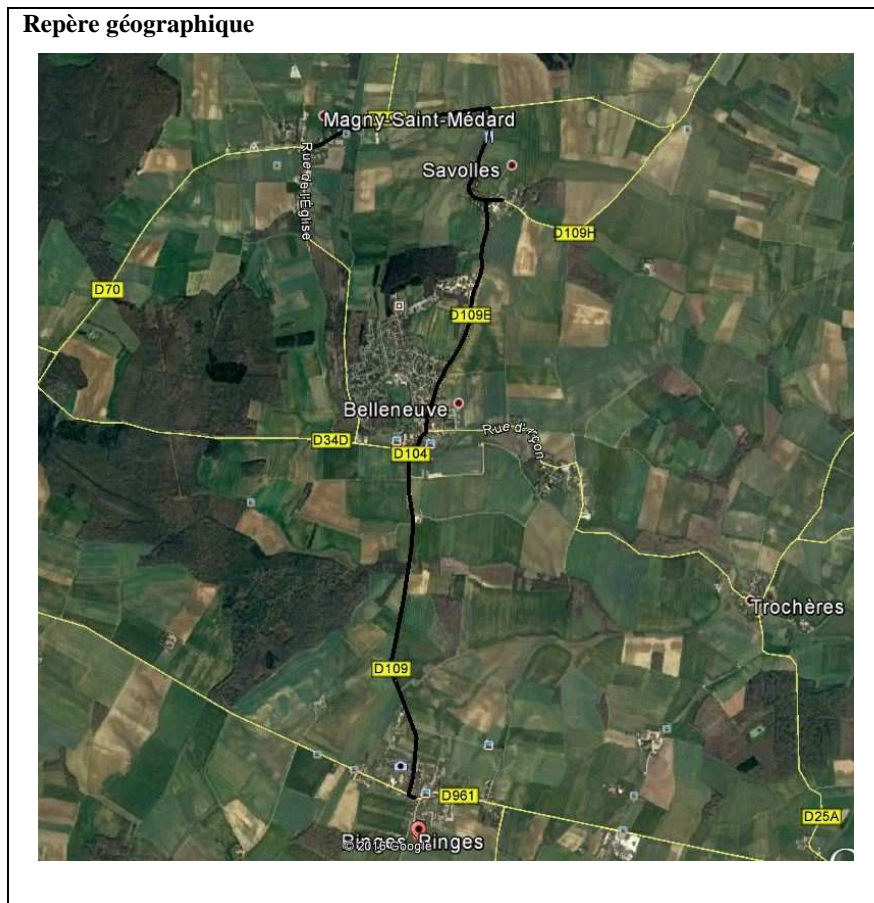 Repère géographique
Magny-Saint-Médard
Savolles
Rue de l'Église
D109H
D70
D109E
Belleneuve
Rue d'Arçon
D34D
D104
Trochères
D109
D961
D25A
Binges Binges
© 2016 Google